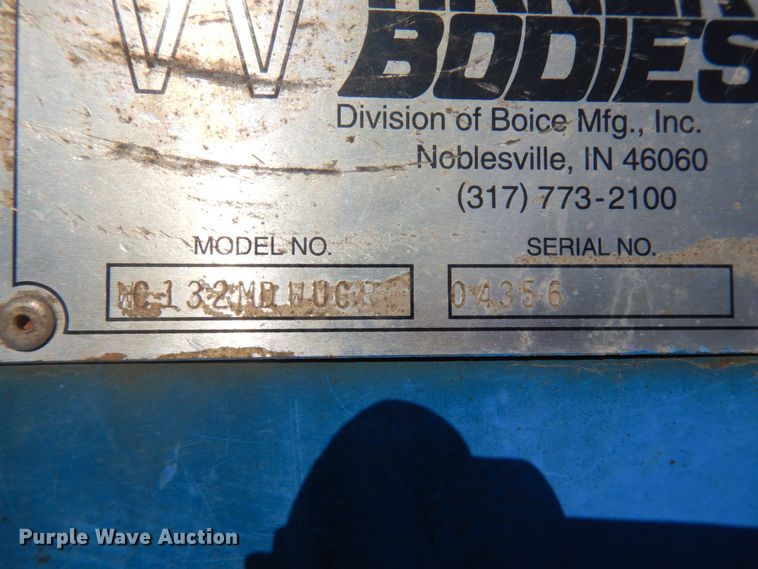 BODIES
Division of Boice Mfg., Inc.
Noblesville, IN 46060
(317) 773-2100
MODEL NO. SERIAL NO.
04356
Purple Wave Auction